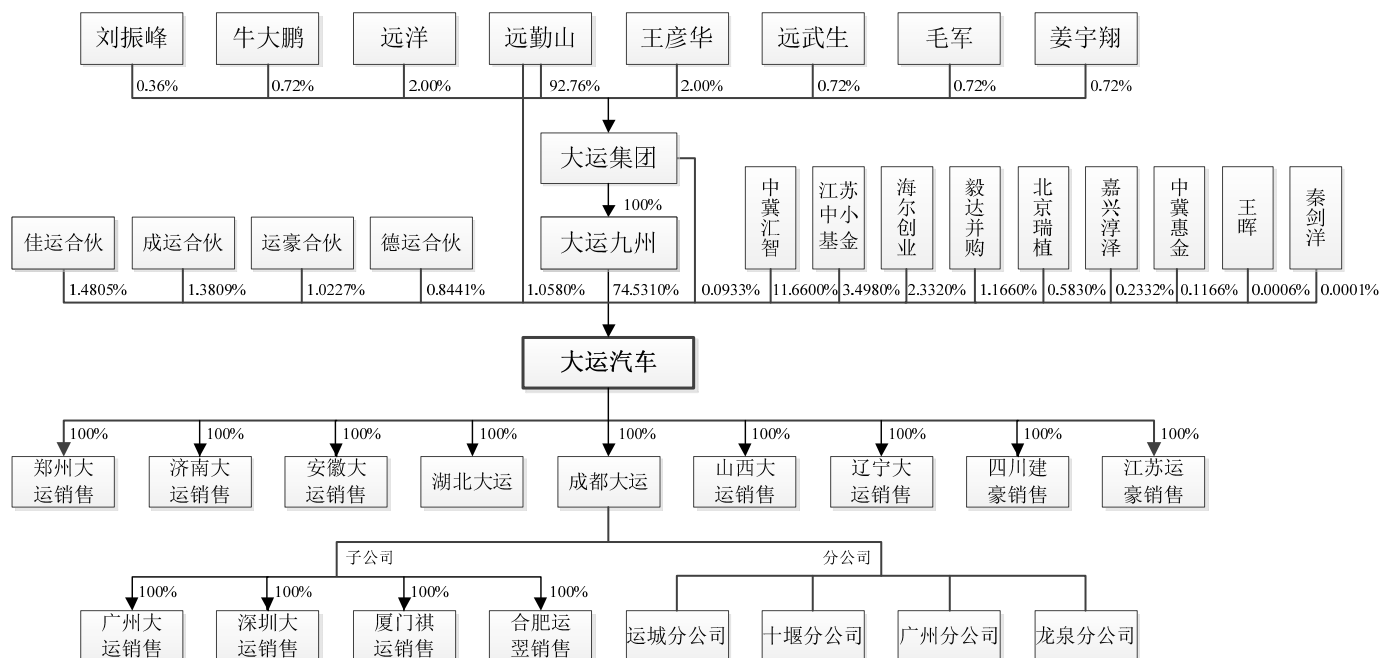 刘振峰
牛大鹏
远洋
远勤山
王彦华
远武生
毛军
姜宇翔
0.36%
0.72%
2.00%
92.76%
2.00%
0.72%
0.72%
0.72%
大运集团
100%
佳运合伙
成运合伙
运豪合伙
德运合伙
大运九州
中冀汇智
江苏
中小
基金
海尔创业
毅达并购
北京瑞植
嘉兴淳泽
中冀惠金
王晖
秦剑洋
1.4805%
1.3809%
1.0227%
0.8441%
1.0580%
74.5310%
0.0933%
11.6600%
3.4980%
2.3320%
1.1660%
0.5830%
0.2332%
0.1166%
0.0006%
0.0001%
大运汽车
100%
100%
100%
100%
100%
100%
100%
100%
100%
郑州大
运销售
济南大
运销售
安徽大
运销售
湖北大运
成都大运
山西大
运销售
辽宁大
运销售
四川建
豪销售
江苏运
豪销售
子公司
分公司
100%
100%
100%
100%
广州大
运销售
深圳大
运销售
厦门祺
运销售
合肥运
翌销售
运城分公司
十堰分公司
广州分公司
龙泉分公司